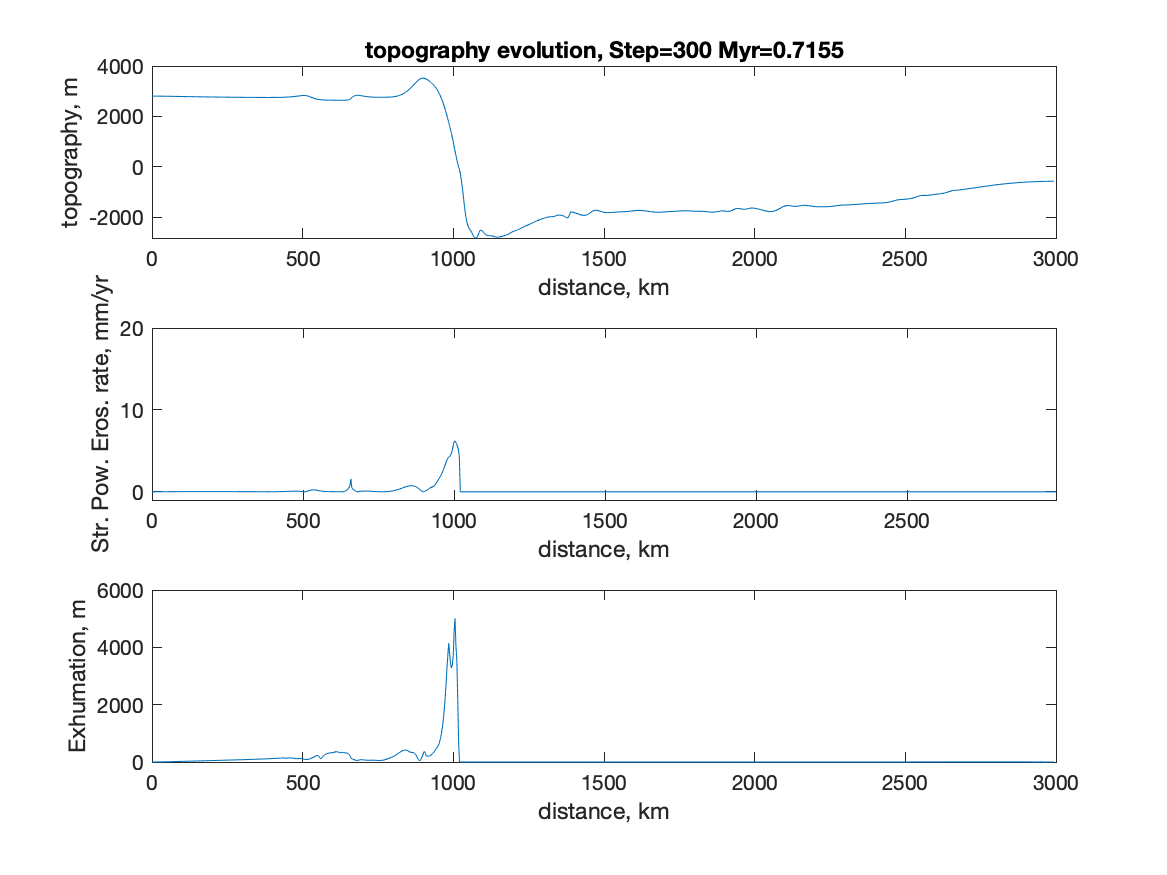 topography evolution, Step=300 Myr=0.7155
topography, m
4000
2000
0
-2000
0 500 1000 1500 2000 2500 3000
distance, km
Str. Pow. Eros. rate, mm/yr
20
10
0
0 500 1000 1500 2000 2500
distance, km
Exhumation, m
6000
4000
2000
0
0 500 1000 1500 2000 2500 3000
distance, km